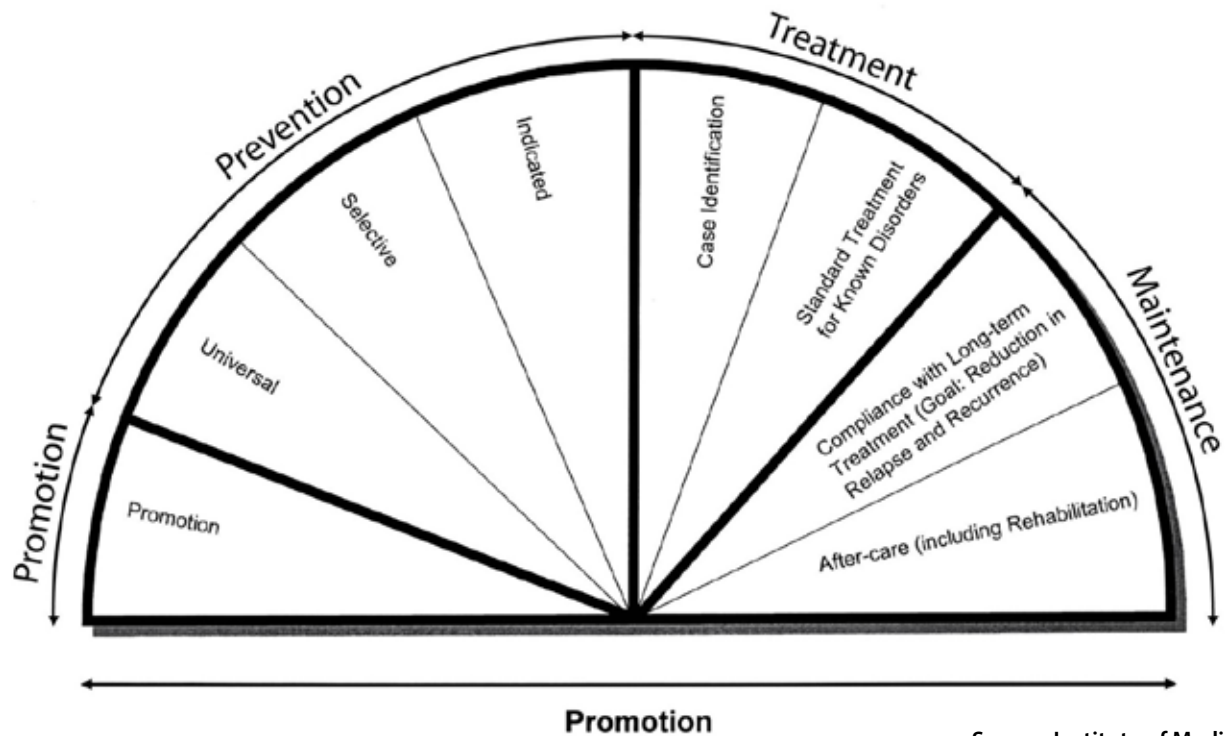 Promotion
Prevention
Treatment
Maintenance
Promotion
Universal
Selective
Indicated
Case Identification
Standard Treatment
for Known Disorders
Compliance with Long-term
Treatment (Goal: Reduction in
Relapse and Recurrence)
After-care (including Rehabilitation)
Promotion